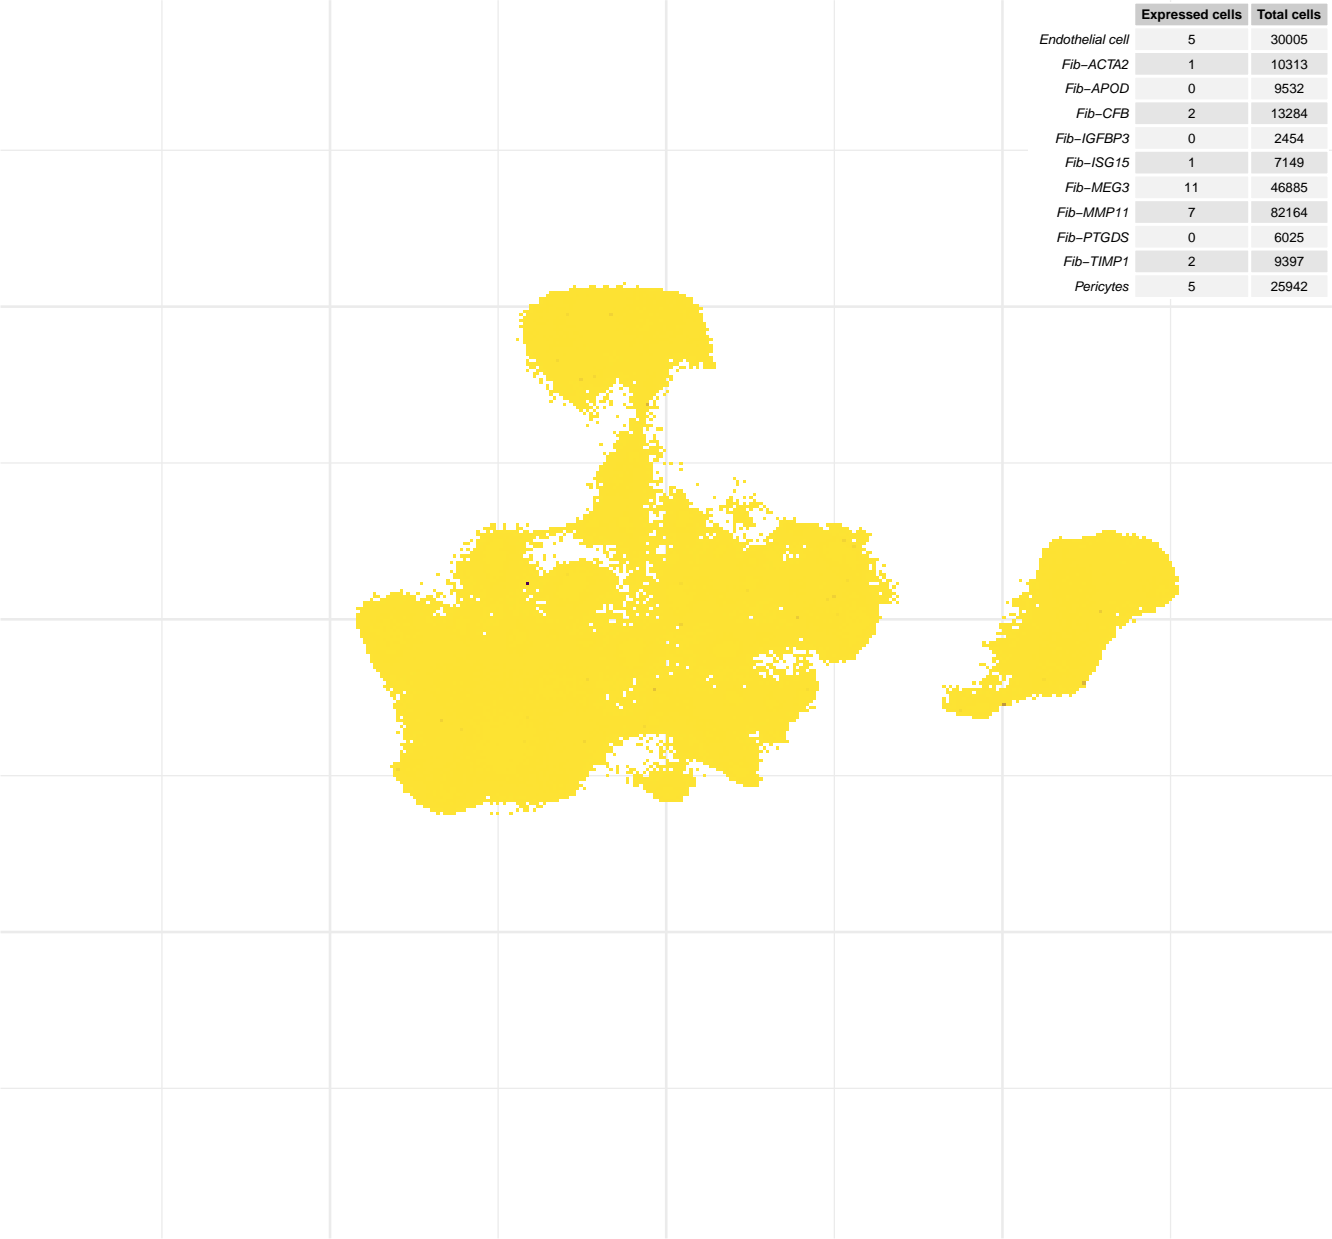 Expressed cells Total cells
Endothelial cell 5 30005
Fib−ACTA2 1 10313
Fib−APOD 0 9532
Fib−CFB 2 13284
Fib−IGFBP3 0 2454
Fib−ISG15 1 7149
Fib−MEG3 11 46885
Fib−MMP11 7 82164
Fib−PTGDS 0 6025
Fib−TIMP1 2 9397
Pericytes 5 25942